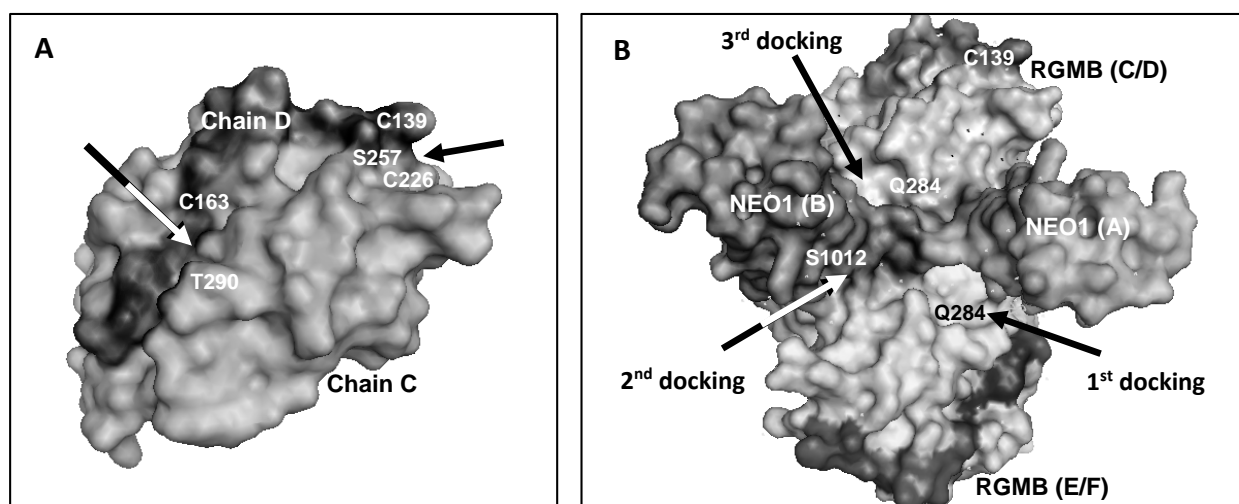 A
Chain D
C139
S257
C226
C163
T290
Chain C
B
3rd docking
C139
RGMB (C/D)
Q284
NEO1 (B)
NEO1 (A)
S1012
Q284
2nd docking
1st docking
RGMB (E/F)